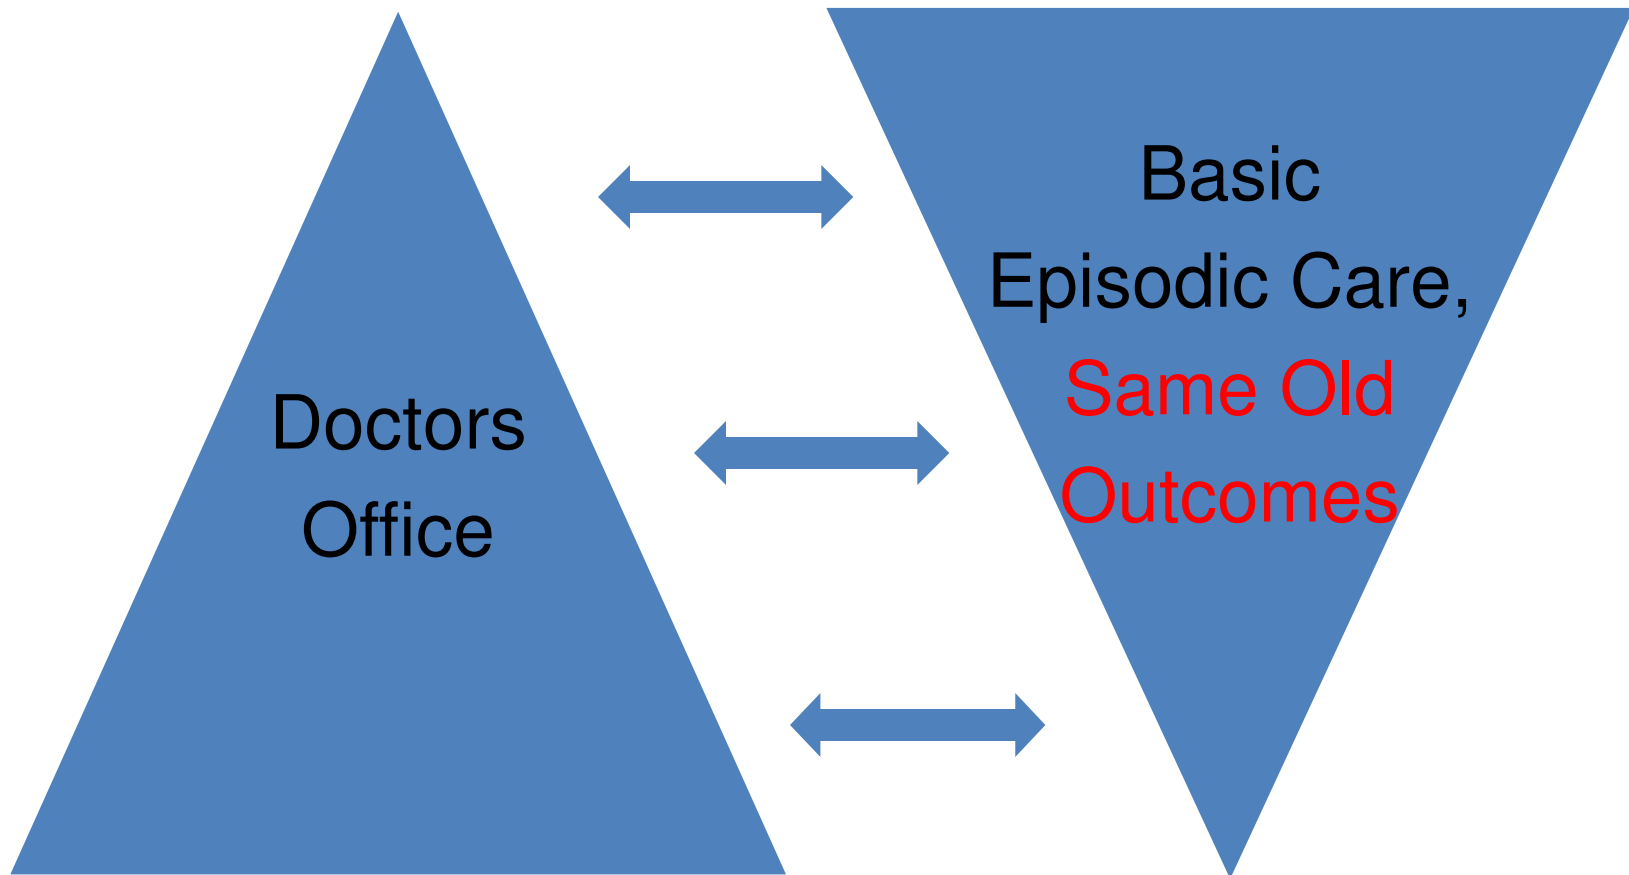 Doctors
Office
Basic
Episodic Care,
Same Old
Outcomes